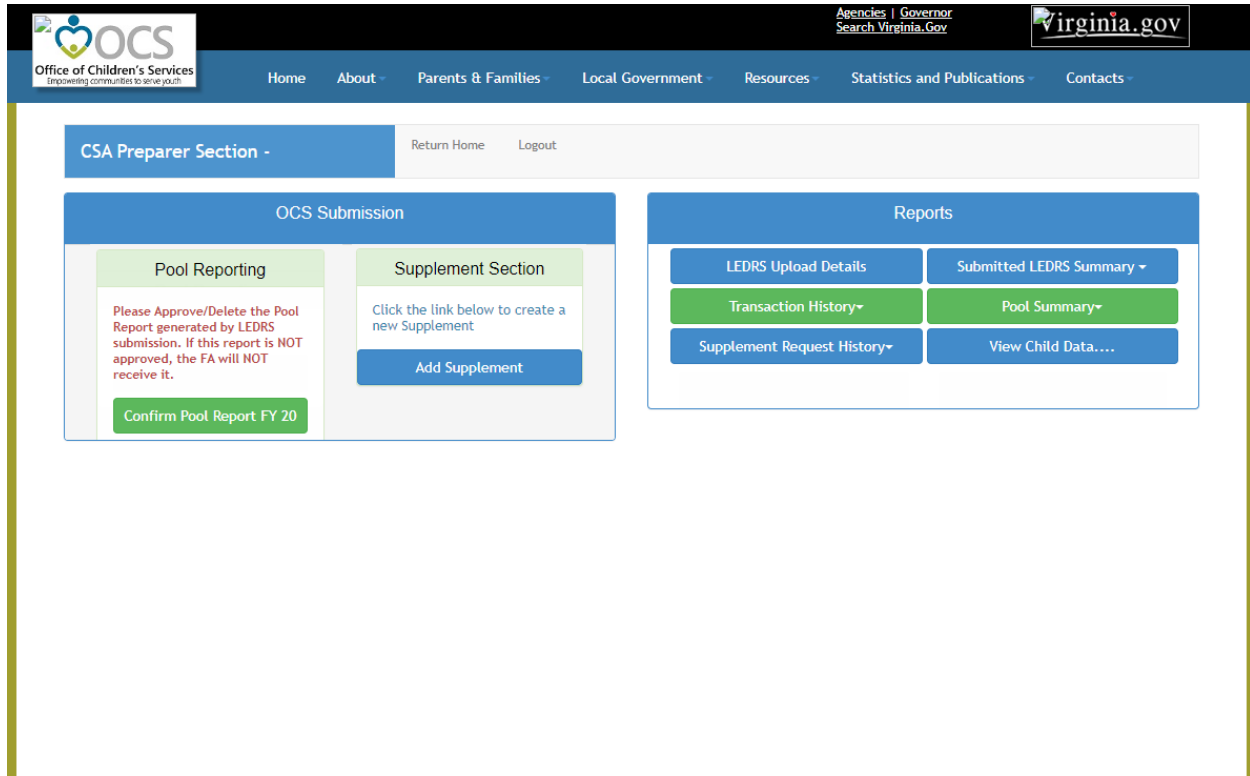 Agencies | Governor
Search Virginia.Gov
Virginia.gov
OCS
Office of Children's Services
Empowering communities to serve youth
Home About Parents & Families Local Government Resources Statistics and Publications Contacts
CSA Preparer Section -
Return Home Logout
OCS Submission
Pool Reporting
Please Approve/Delete the Pool
Report generated by LEDRS
submission. If this report is NOT
approved, the FA will NOT
receive it.
Confirm Pool Report FY 20
Supplement Section
Click the link below to create a
new Supplement
Add Supplement
Reports
LEDRS Upload Details
Submitted LEDRS Summary
Transaction History
Pool Summary
Supplement Request History
View Child Data....